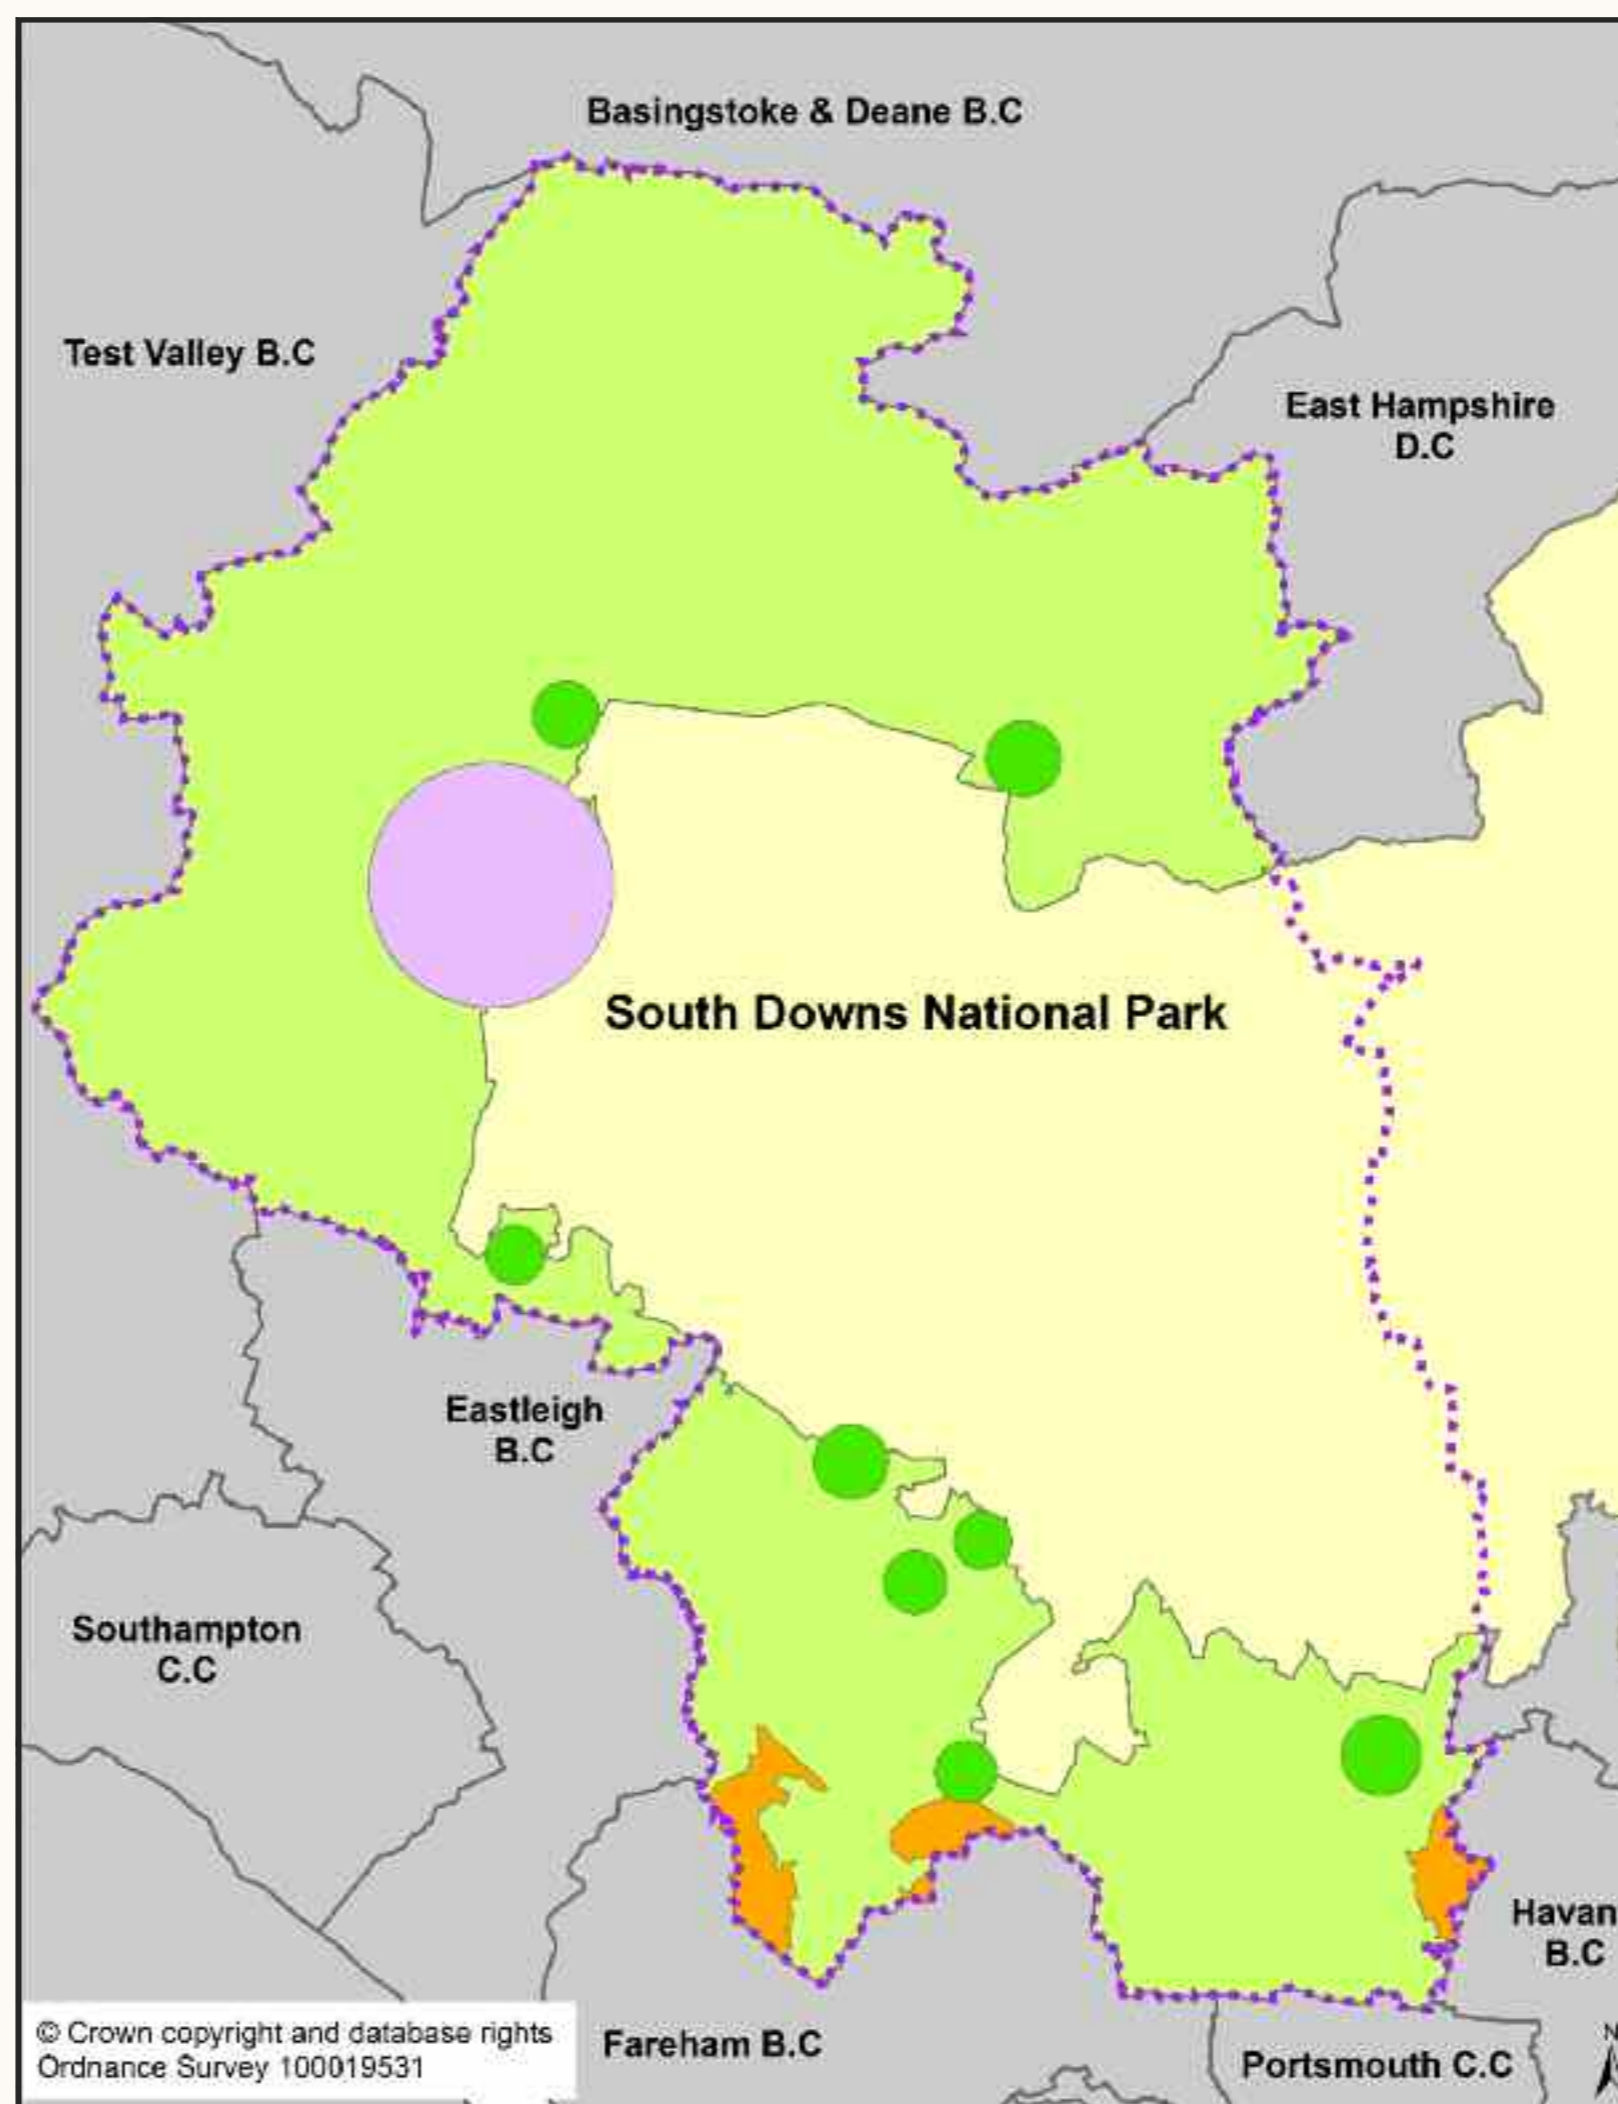 Basingstoke & Deane B.C
Test Valley B.C
East Hampshire
D.C
South Downs National Park
Eastleigh
B.C
Southampton
C.C
Havan
B.C
© Crown copyright and database rights
Ordnance Survey 100019531
Fareham B.C
Portsmouth C.C
N